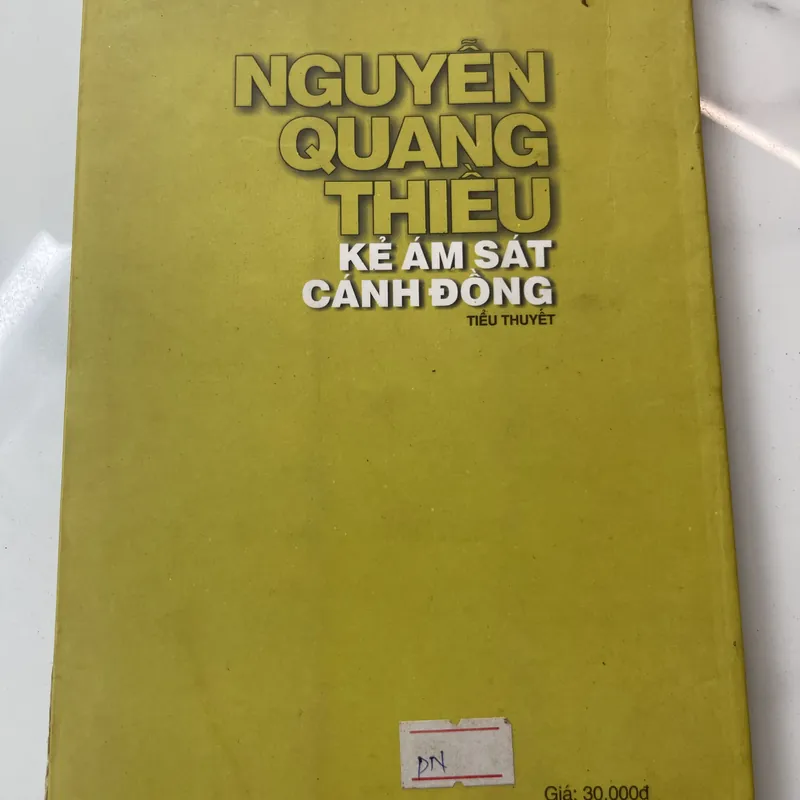 NGUYỄN
QUANG
THIỀU
KẺ ÁM SÁT
CÁNH ĐỒNG
TIỂU THUYẾT
DN
Giá: 30.000đ